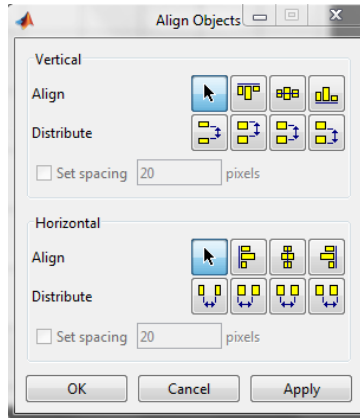 Align Objects
Vertical
Align
Distribute
Set spacing 20 pixels
Horizontal
Align
Distribute
Set spacing 20 pixels
OK Cancel Apply